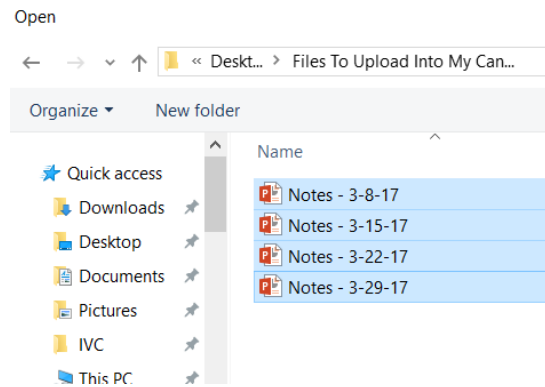 Open
« Deskt... > Files To Upload Into My Can...
Organize
New folder
Name
Quick access
Downloads
Desktop
Documents
Pictures
IVC
This PC
Notes - 3-8-17
Notes - 3-15-17
Notes - 3-22-17
Notes - 3-29-17